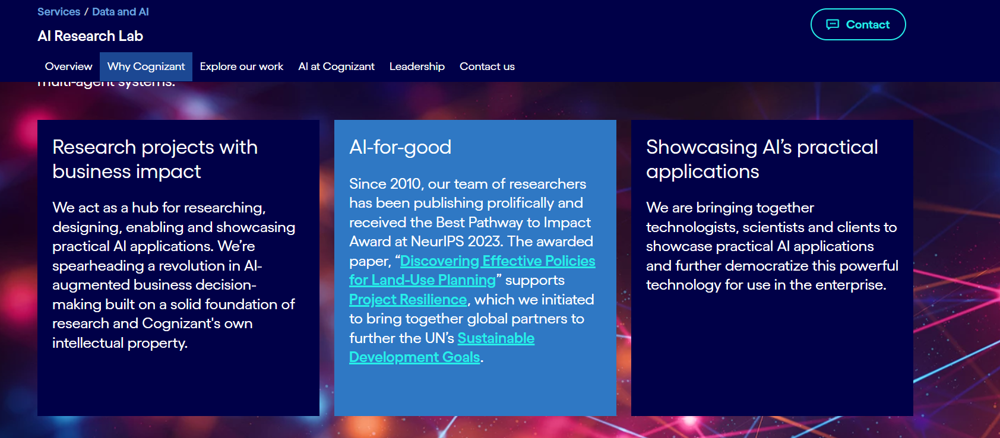 Services / Data and AI
AI Research Lab
Contact
Overview Why Cognizant Explore our work AI at Cognizant Leadership Contact us
multi-agent systems.
Research projects with
business impact
We act as a hub for researching,
designing, enabling and showcasing
practical AI applications. We’re
spearheading a revolution in AI-
augmented business decision-
making built on a solid foundation of
research and Cognizant's own
intellectual property.
AI-for-good
Since 2010, our team of researchers
has been publishing prolifically and
received the Best Pathway to Impact
Award at NeurIPS 2023. The awarded
paper, “Discovering Effective Policies
for Land-Use Planning” supports
Project Resilience, which we initiated
to bring together global partners to
further the UN’s Sustainable
Development Goals.
Showcasing AI’s practical
applications
We are bringing together
technologists, scientists and clients to
showcase practical AI applications
and further democratize this powerful
technology for use in the enterprise.